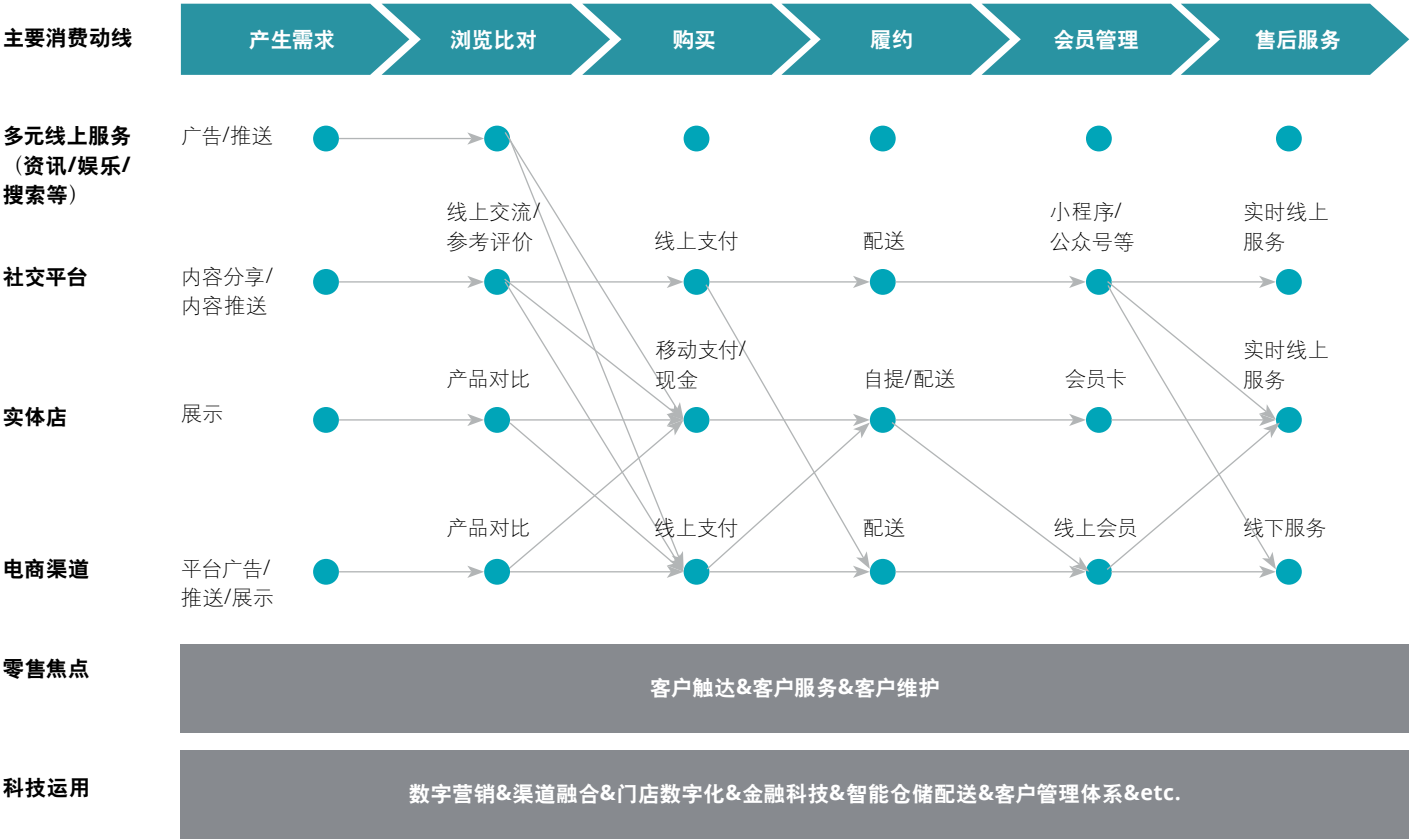 主要消费动线
产生需求
浏览比对
购买
履约
会员管理
售后服务
多元线上服务
（资讯/娱乐/
搜索等）
广告/推送
社交平台
内容分享/
内容推送
线上交流/
参考评价
线上支付
配送
小程序/
公众号等
实时线上
服务
实体店
展示
产品对比
移动支付/
现金
自提/配送
会员卡
实时线上
服务
电商渠道
平台广告/
推送/展示
产品对比
线上支付
配送
线上会员
线下服务
零售焦点
客户触达&客户服务&客户维护
科技运用
数字营销&渠道融合&门店数字化&金融科技&智能仓储配送&客户管理体系&etc.